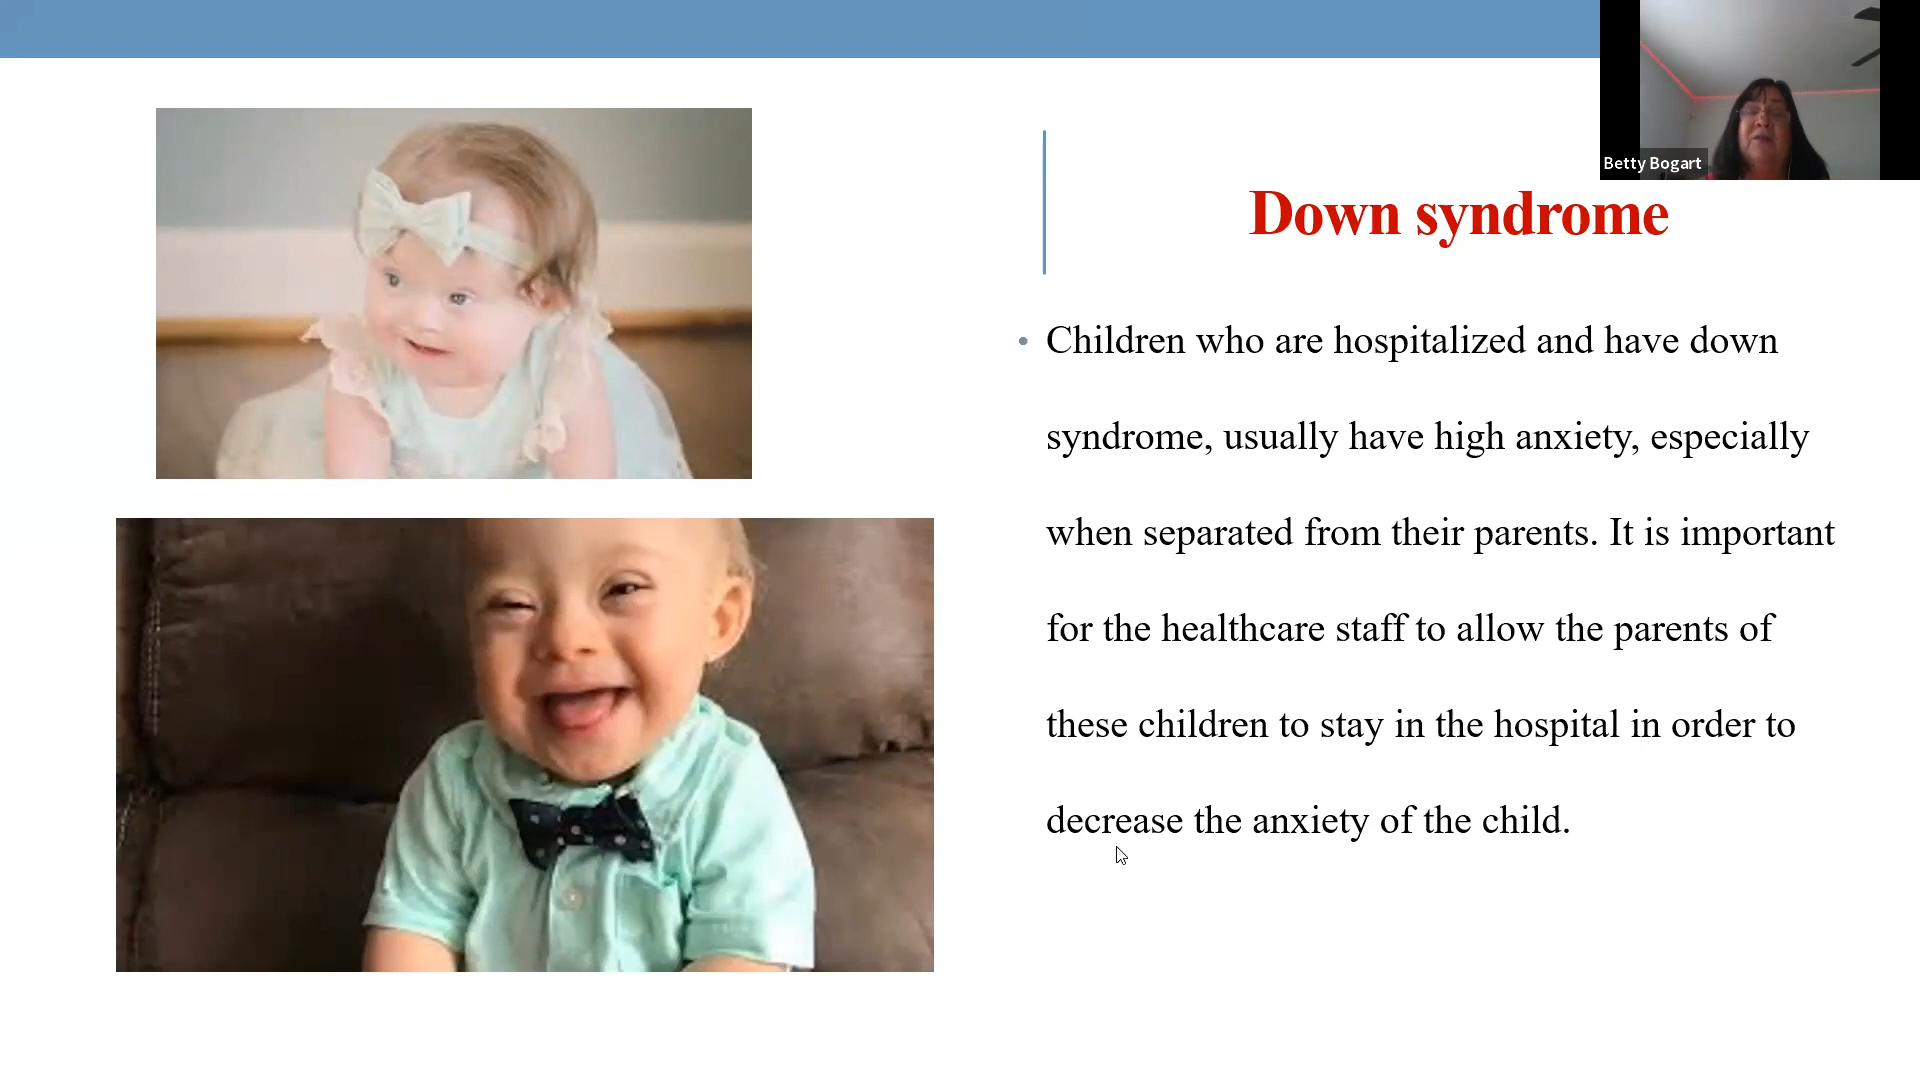 Betty Bogart
Down syndrome
• Children who are hospitalized and have down
syndrome, usually have high anxiety, especially
when separated from their parents. It is important
for the healthcare staff to allow the parents of
these children to stay in the hospital in order to
decrease the anxiety of the child.